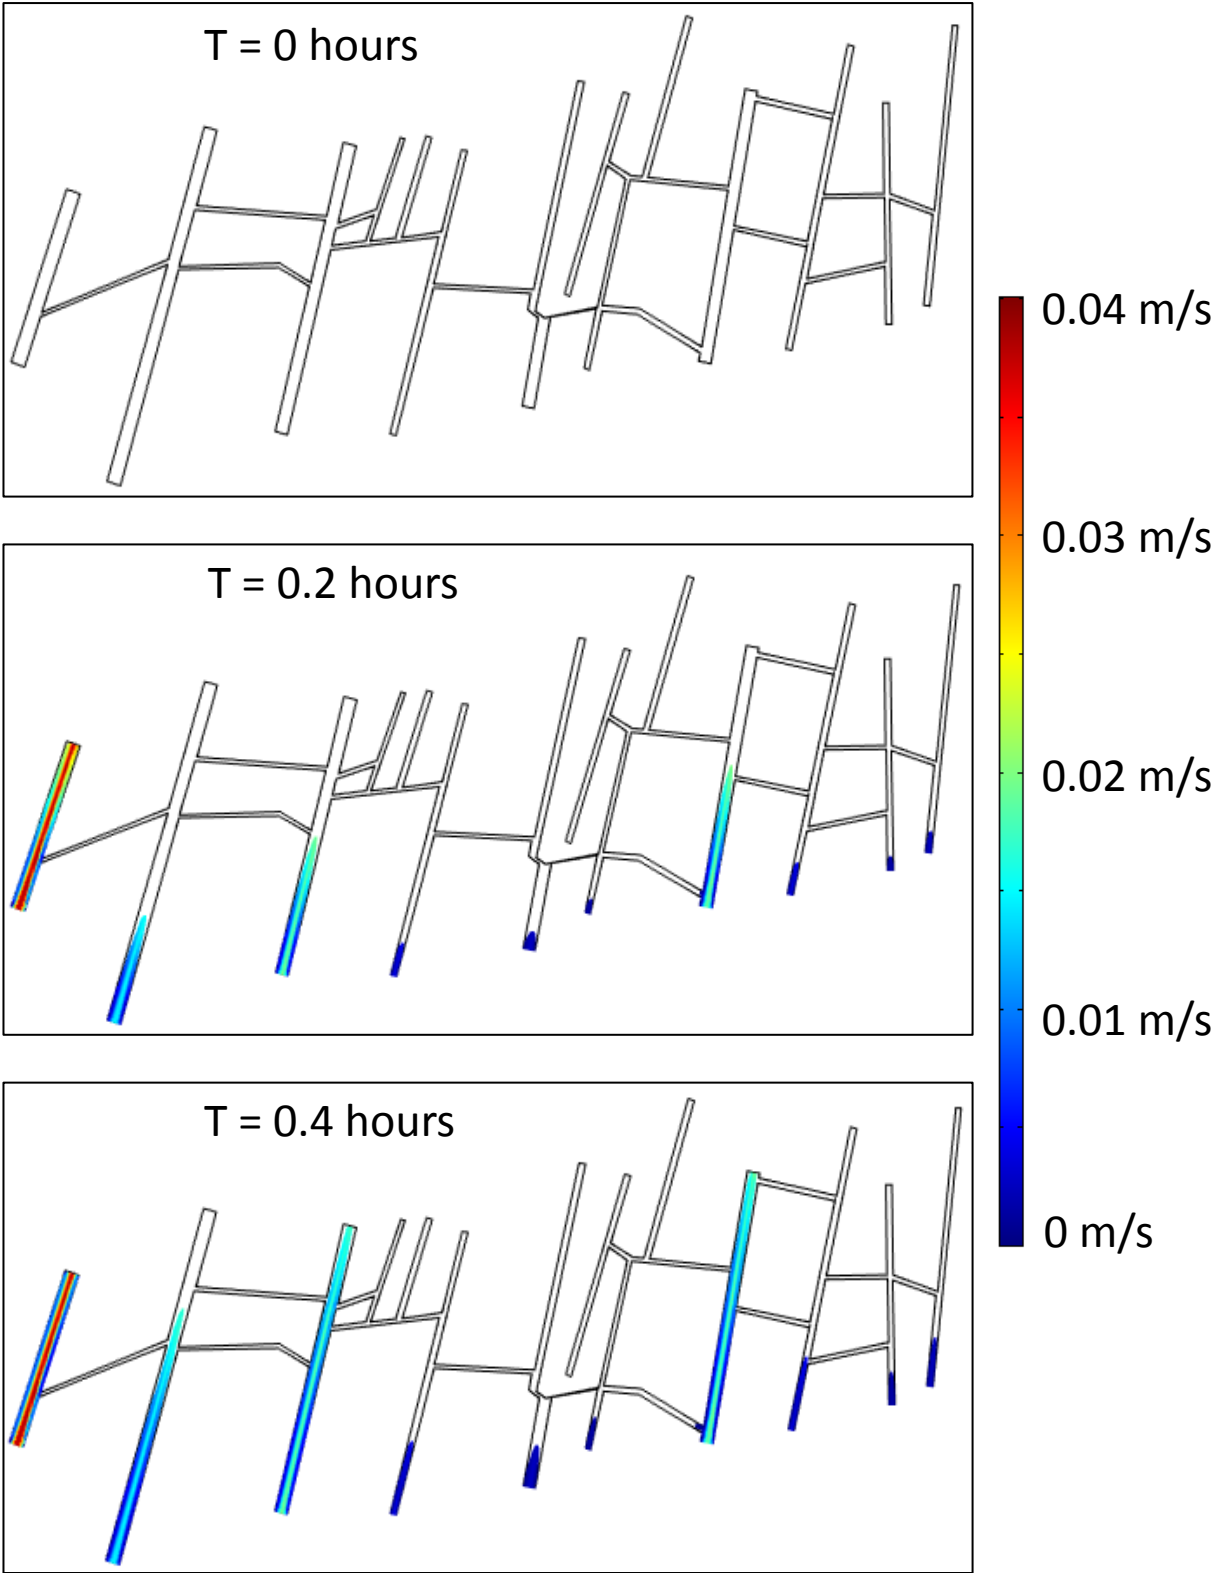 T = 0 hours
0.04 m/s
0.03 m/s
T = 0.2 hours
0.02 m/s
0.01 m/s
T = 0.4 hours
0 m/s